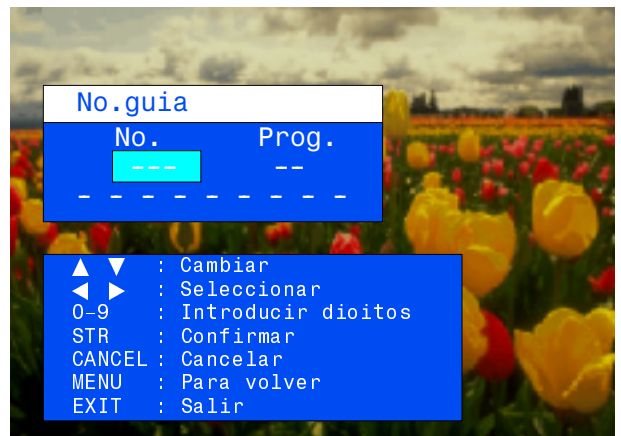 No.guia
No. Prog.
--- --
- - - - - - - - -
▲ ▼ : Cambiar
◀ ▶ : Seleccionar
0-9 : Introducir dioitos
STR : Confirmar
CANCEL : Cancelar
MENU : Para volver
EXIT : Salir